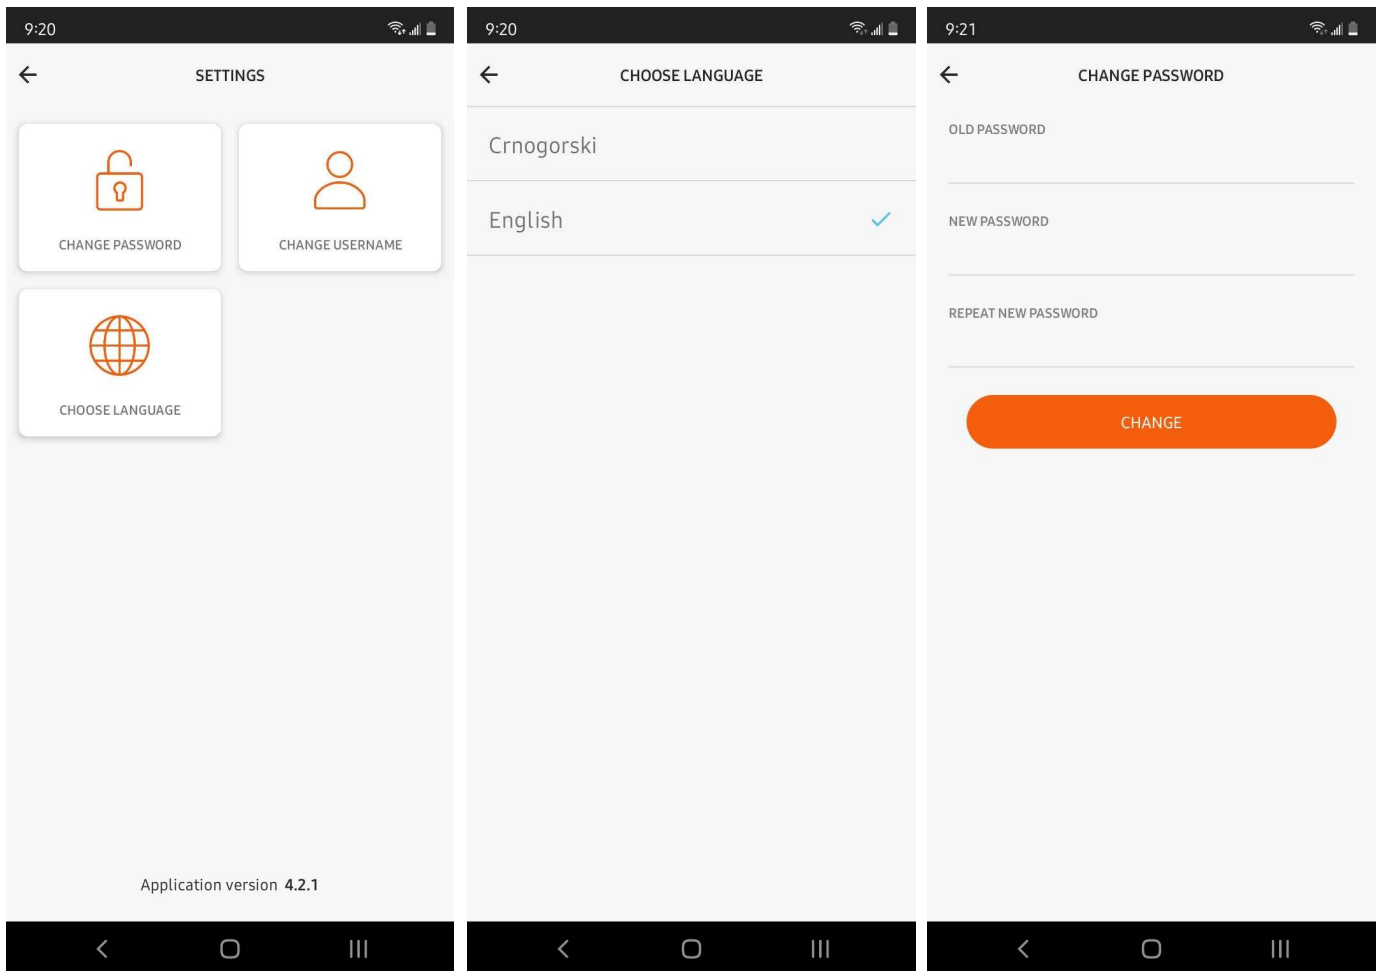 9:20
SETTINGS
CHANGE PASSWORD
CHANGE USERNAME
CHOOSE LANGUAGE
Application version 4.2.1
9:20
CHOOSE LANGUAGE
Crnogorski
English
9:21
CHANGE PASSWORD
OLD PASSWORD
NEW PASSWORD
REPEAT NEW PASSWORD
CHANGE